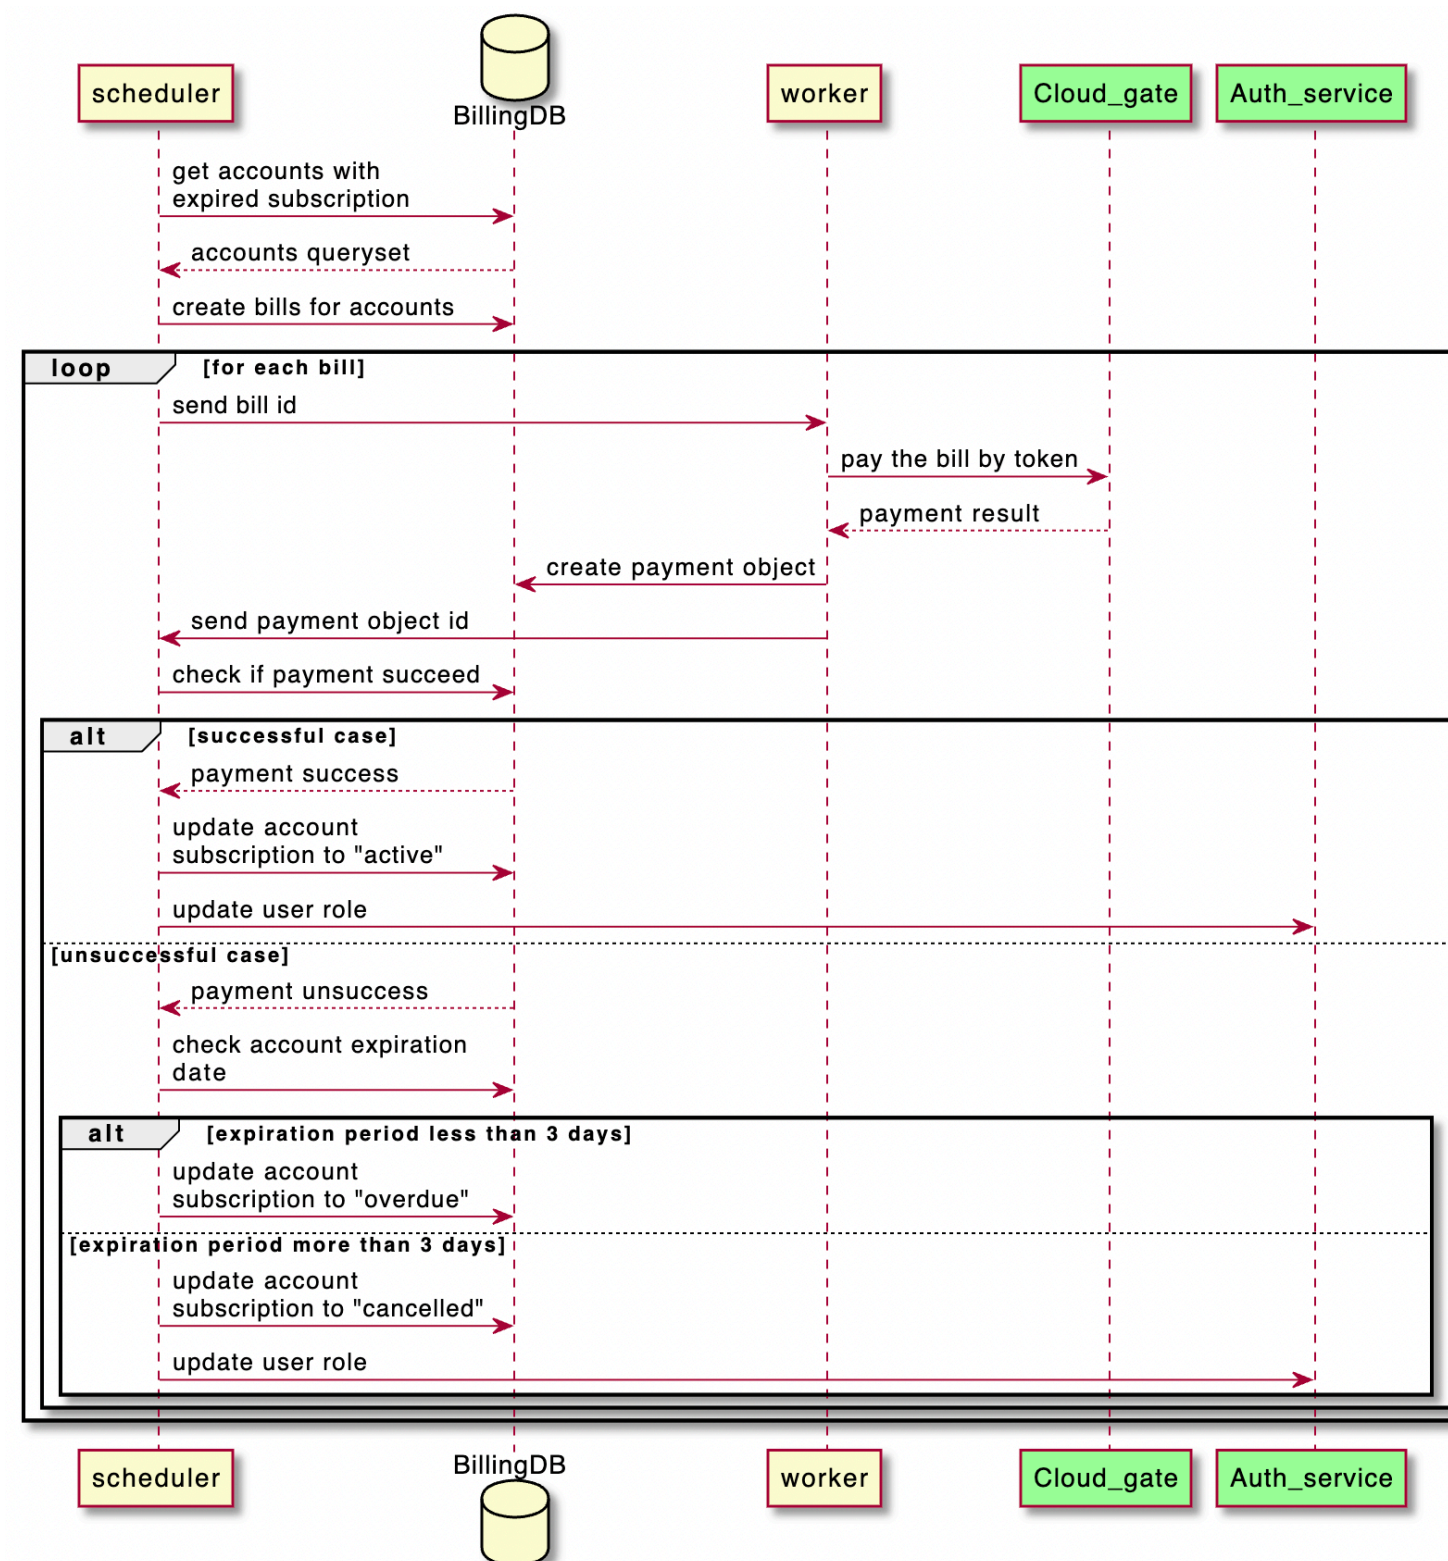 scheduler
BillingDB
worker
Cloud_gate
Auth_service
get accounts with
expired subscription
accounts queryset
create bills for accounts
loop
[for each bill]
send bill id
pay the bill by token
payment result
create payment object
send payment object id
check if payment succeed
alt
[successful case]
payment success
update account
subscription to "active"
update user role
[unsuccessful case]
payment unsuccess
check account expiration
date
alt
[expiration period less than 3 days]
update account
subscription to "overdue"
[expiration period more than 3 days]
update account
subscription to "cancelled"
update user role
scheduler
BillingDB
worker
Cloud_gate
Auth_service